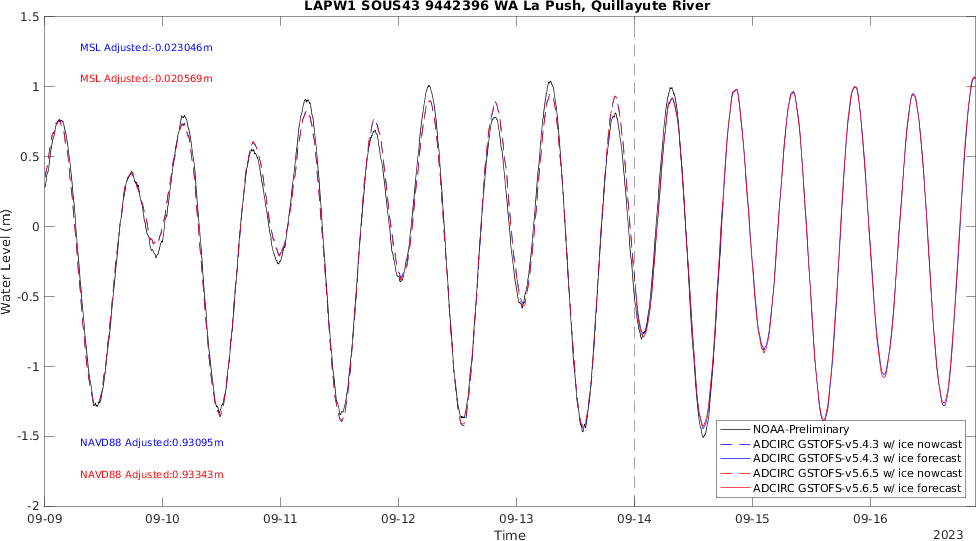 LAPW1 SOUS43 9442396 WA La Push, Quillayute River
1.5
1
0.5
0
-0.5
-1
-1.5
-2
Water Level (m)
MSL Adjusted:-0.023046m
MSL Adjusted:-0.020569m
NAVD88 Adjusted:0.93095m
NAVD88 Adjusted:0.93343m
NOAA-Preliminary
ADCIRC GSTOFS-v5.4.3 w/ ice nowcast
ADCIRC GSTOFS-v5.4.3 w/ ice forecast
ADCIRC GSTOFS-v5.6.5 w/ ice nowcast
ADCIRC GSTOFS-v5.6.5 w/ ice forecast
09-09 09-10 09-11 09-12 09-13 09-14 09-15 09-16
Time
2023